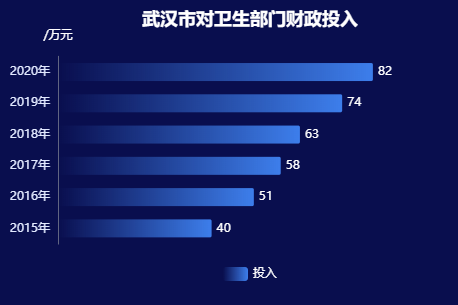 武汉市对卫生部门财政投入
/万元
2020年 82
2019年 74
2018年 63
2017年 58
2016年 51
2015年 40
投入